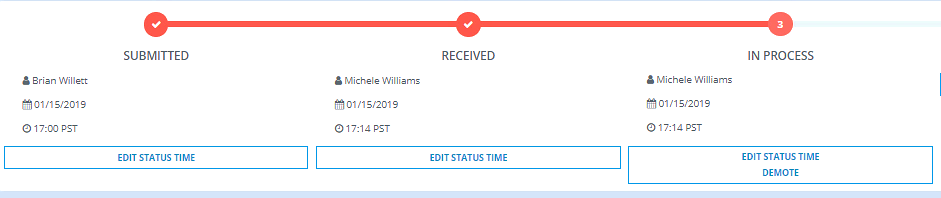 3
SUBMITTED
RECEIVED
IN PROCESS
Brian Willett
Michele Williams
Michele Williams
01/15/2019
01/15/2019
01/15/2019
17:00 PST
17:14 PST
17:14 PST
EDIT STATUS TIME
EDIT STATUS TIME
EDIT STATUS TIME
DEMOTE